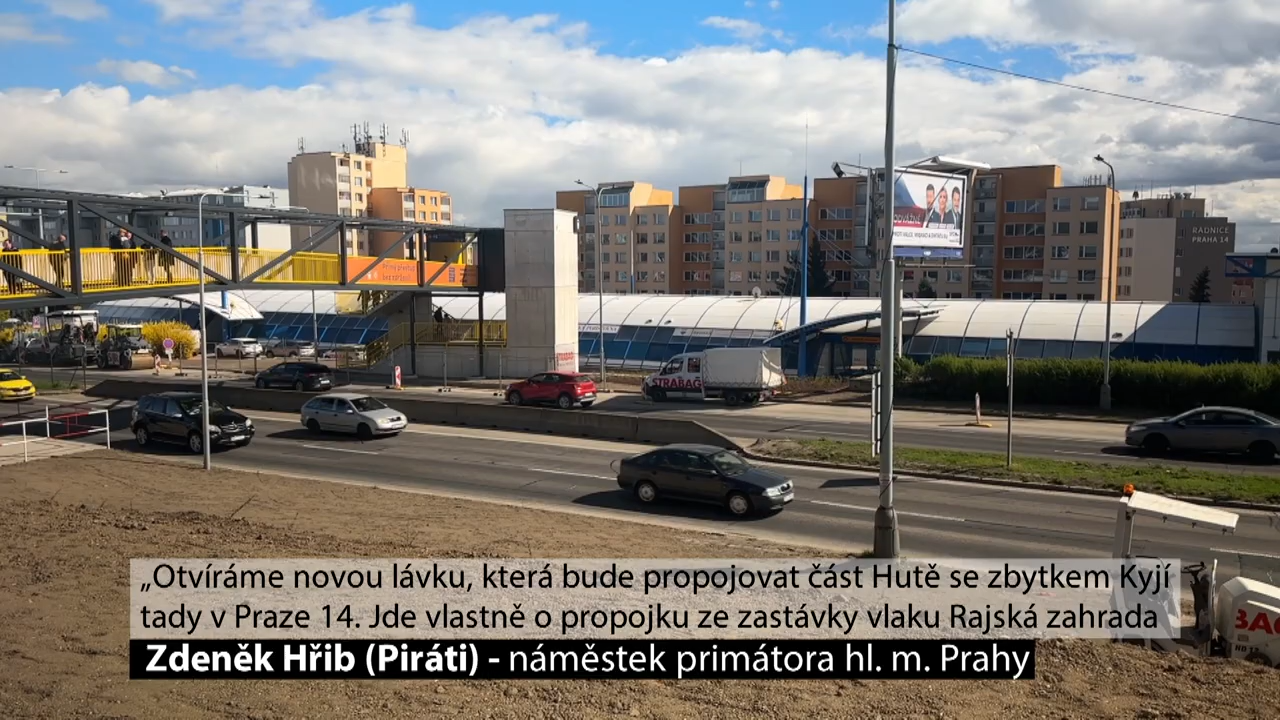 RADNICE
PRAHA 14
STRABAG
STRABAG
„Otvíráme novou lávku, která bude propojovat část Hutě se zbytkem Kyjí
tady v Praze 14. Jde vlastně o propojku ze zastávky vlaku Rajská zahrada
Zdeněk Hřib (Piráti) - náměstek primátora hl. m. Prahy